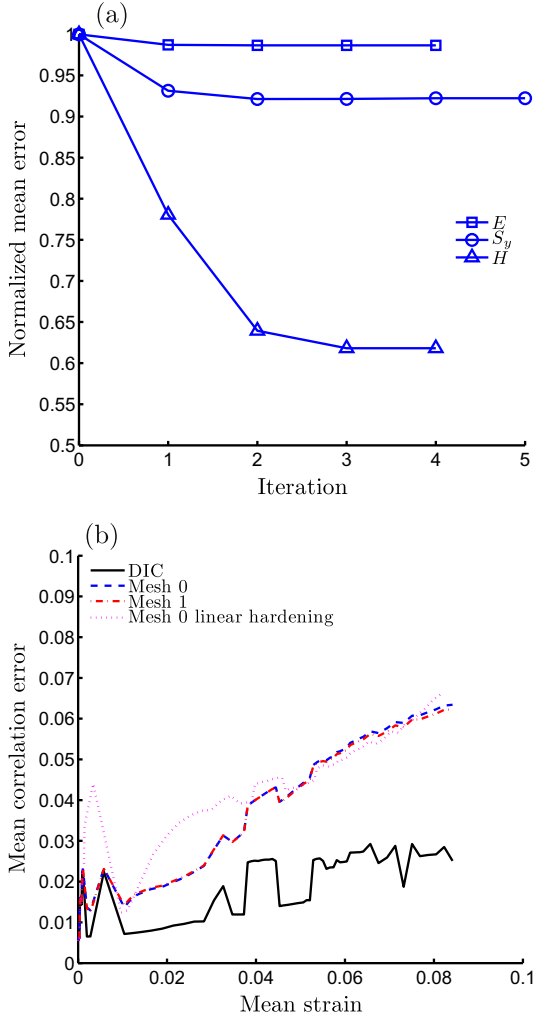 (a)
1
0.95
0.9
0.85
0.8
0.75
0.7
0.65
0.6
0.55
0.5
Normalized mean error
E
S_y
H
0 1 2 3 4 5
Iteration
(b)
0.1
0.09
0.08
0.07
0.06
0.05
0.04
0.03
0.02
0.01
0
Mean correlation error
DIC
Mesh 0
Mesh 1
Mesh 0 linear hardening
0 0.02 0.04 0.06 0.08 0.1
Mean strain